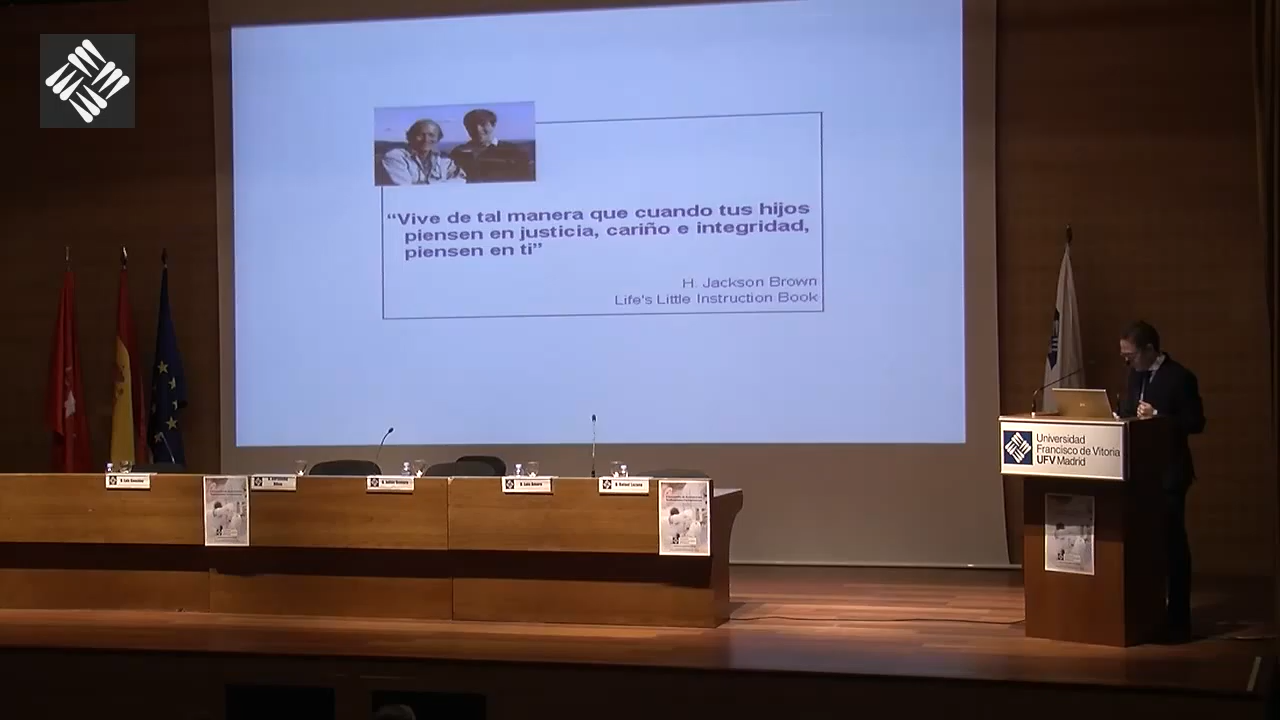 “Vive de tal manera que cuando tus hijos
piensen en justicia, cariño e integridad,
piensen en ti”
H. Jackson Brown
Life's Little Instruction Book
Universidad
Francisco de Vitoria
UFV Madrid